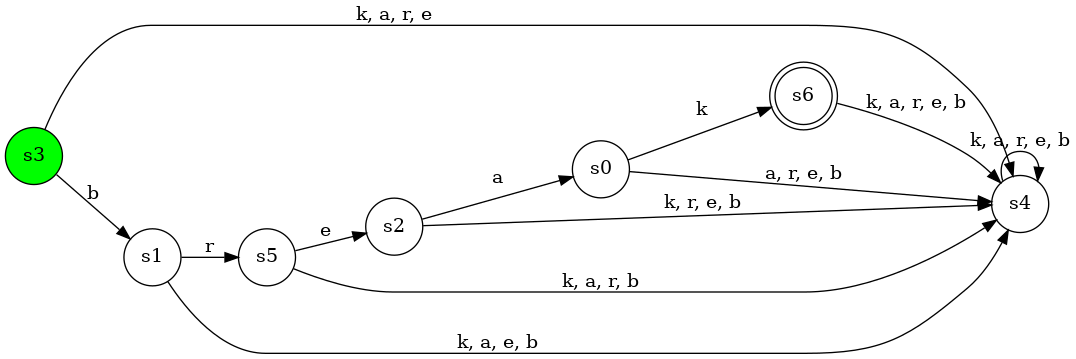 k, a, r, e
s6
k
k, a, r, e, b
k, a, r, e, b
s3
s0
a
a, r, e, b
b
k, r, e, b
s4
s2
e
r
s1
s5
k, a, r, b
k, a, e, b